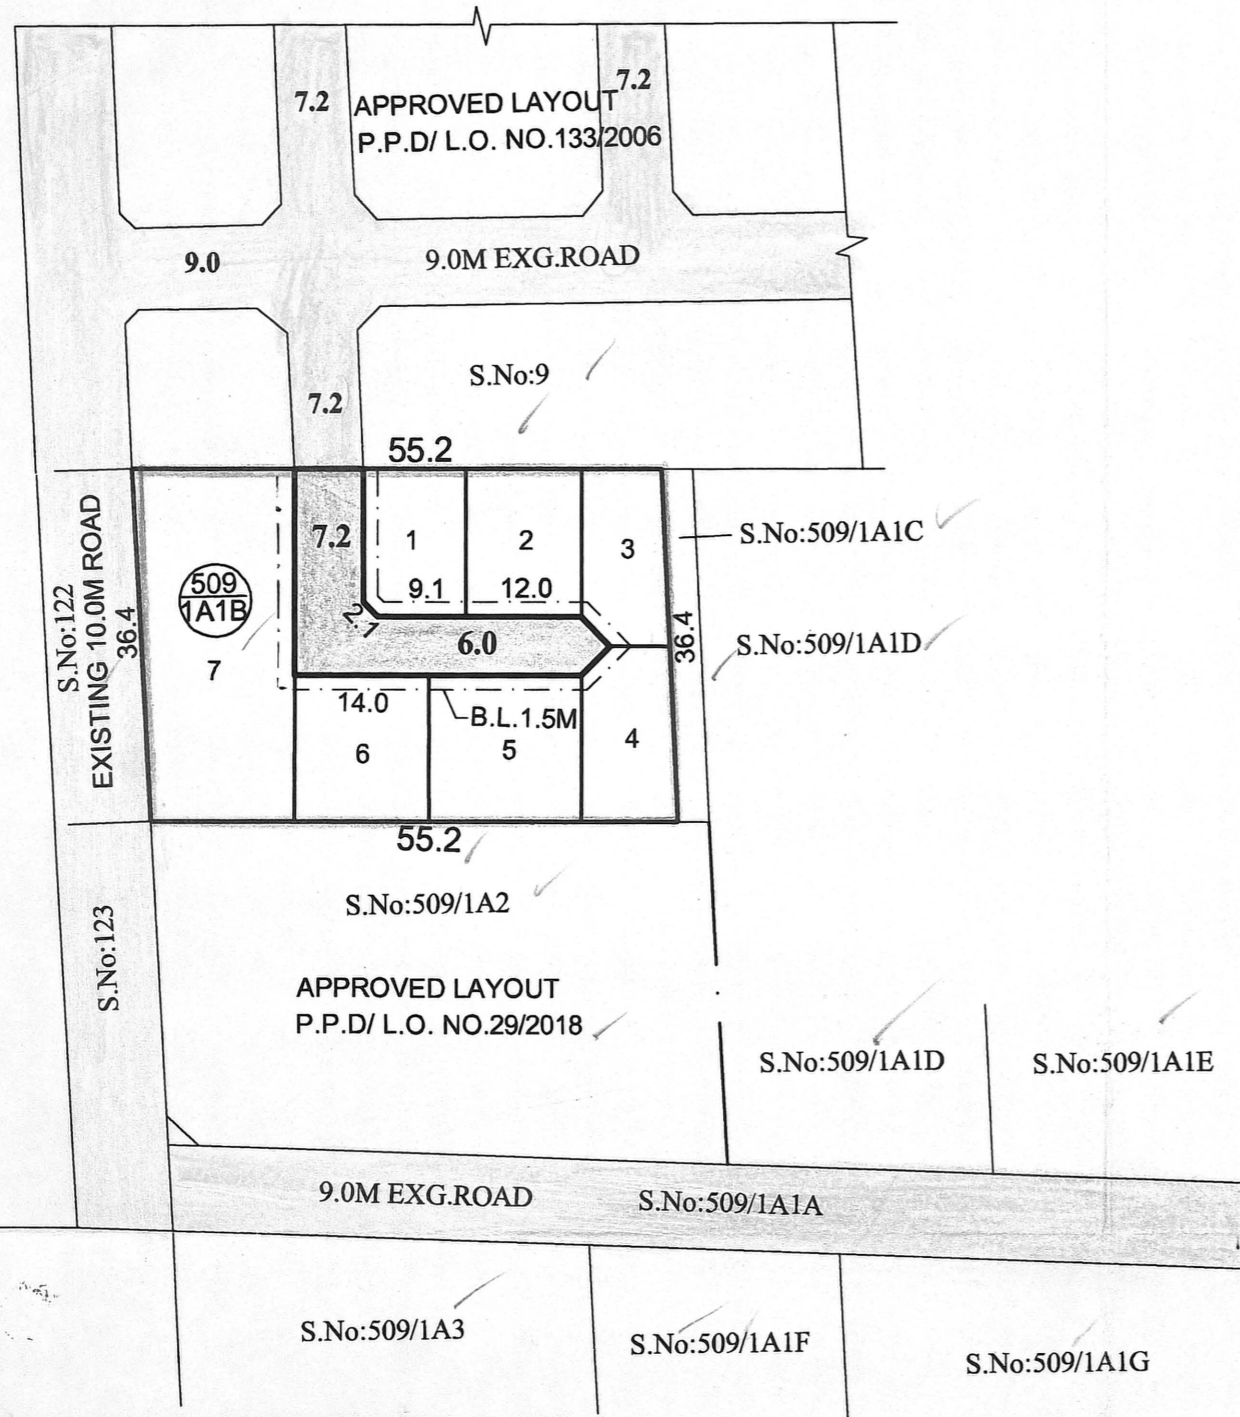 7.2
APPROVED LAYOUT
P.P.D/ L.O. NO.133/2006
7.2
9.0
9.0M EXG.ROAD
S.No:9
7.2
55.2
S.No:122
EXISTING 10.0M ROAD
36.4
509
1A1B
7
7.2
1
9.1
2
12.0
3
2.1
6.0
36.4
S.No:509/1A1C
S.No:509/1A1D
14.0
B.L.1.5M
6
5
4
55.2
S.No:509/1A2
S.No:123
APPROVED LAYOUT
P.P.D/ L.O. NO.29/2018
S.No:509/1A1D
S.No:509/1A1E
9.0M EXG.ROAD
S.No:509/1A1A
S.No:509/1A3
S.No:509/1A1F
S.No:509/1A1G